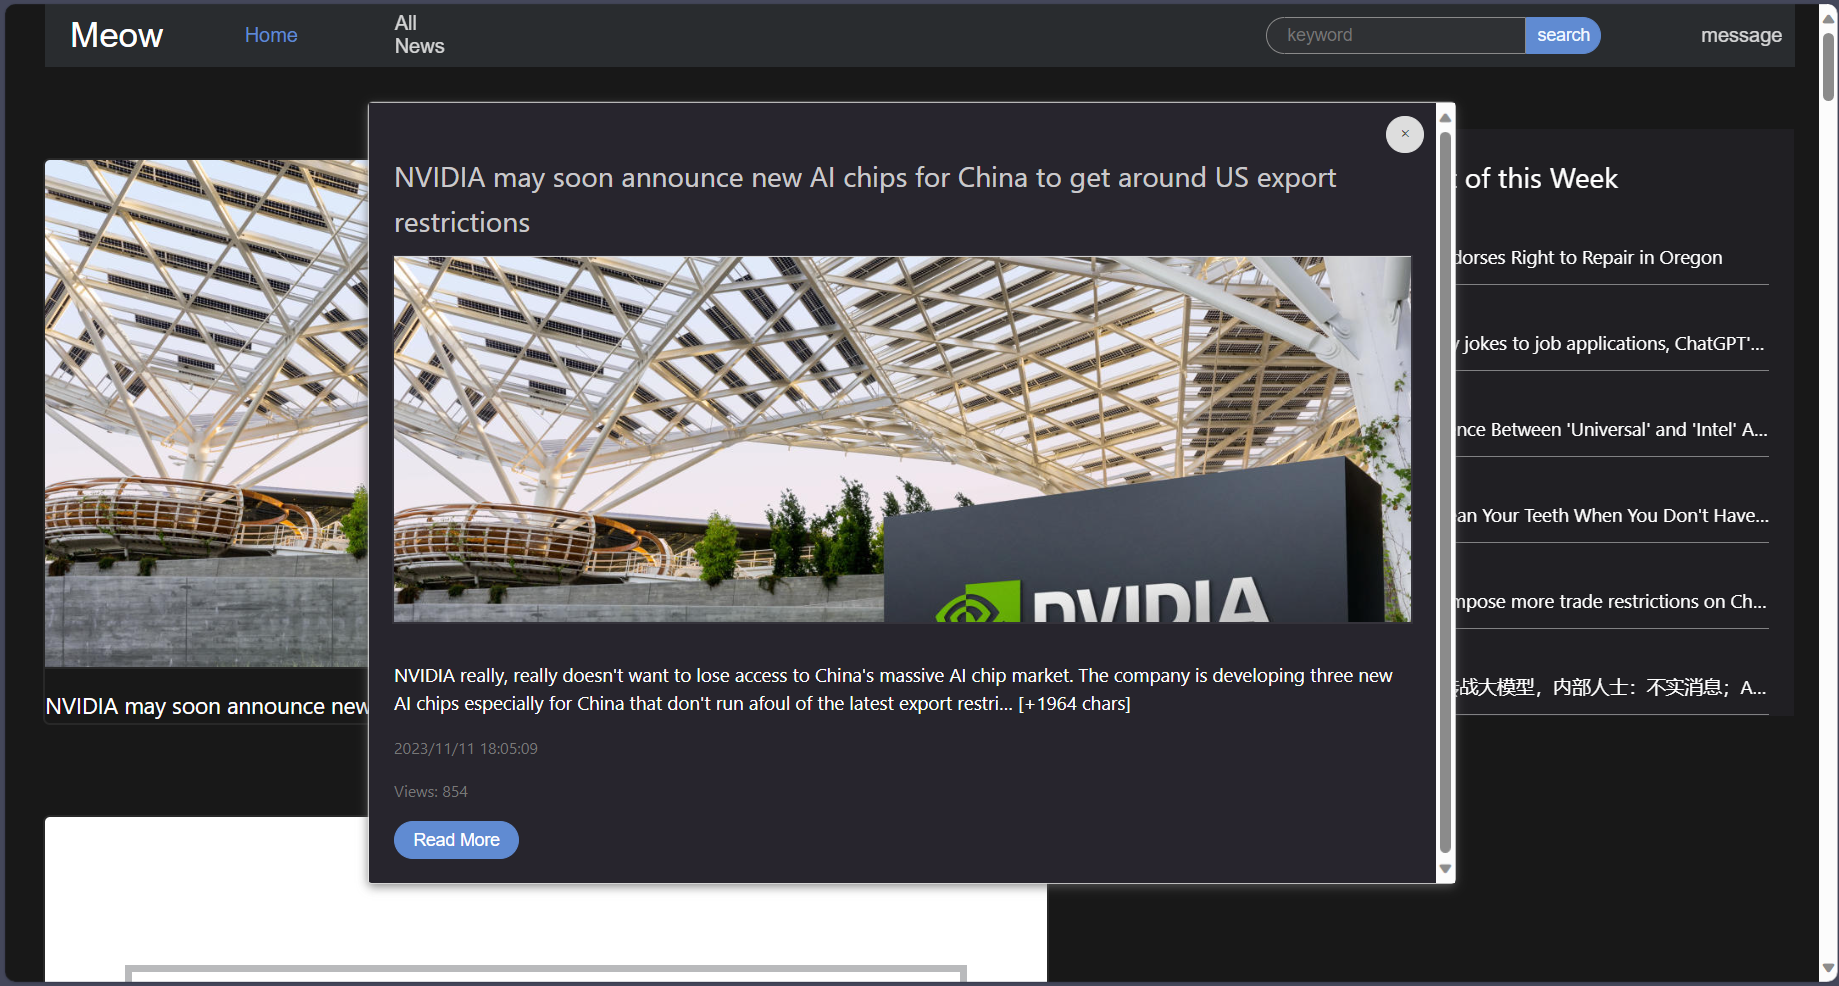 Meow
Home
All
News
keyword
search
message
×
NVIDIA may soon announce new AI chips for China to get around US export
restrictions
NVIDIA
NVIDIA really, really doesn't want to lose access to China's massive AI chip market. The company is developing three new
AI chips especially for China that don't run afoul of the latest export restri... [+1964 chars]
2023/11/11 18:05:09
Views: 854
Read More
NVIDIA may soon announce new
of this Week
Right to Repair in Oregon
jokes to job applications, ChatGPT'...
Between 'Universal' and 'Intel' A...
Your Teeth When You Don't Have...
more trade restrictions on Ch...
战大模型，内部人士：不实消息；A...